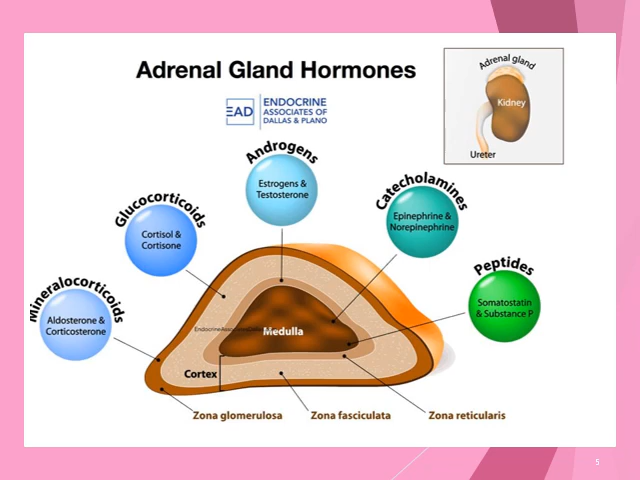 Adrenal Gland Hormones
EAD
ENDOCRINE
ASSOCIATES OF
DALLAS & PLANO
Adrenal gland
Kidney
Ureter
Androgens
Estrogens &
Testosterone
Catecholamines
Epinephrine &
Norepinephrine
Glucocorticoids
Cortisol &
Cortisone
Peptides
Somatostatin
& Substance P
Mineralocorticoids
Aldosterone &
Corticosterone
Medulla
Cortex
Zona glomerulosa
Zona fasciculata
Zona reticularis
5